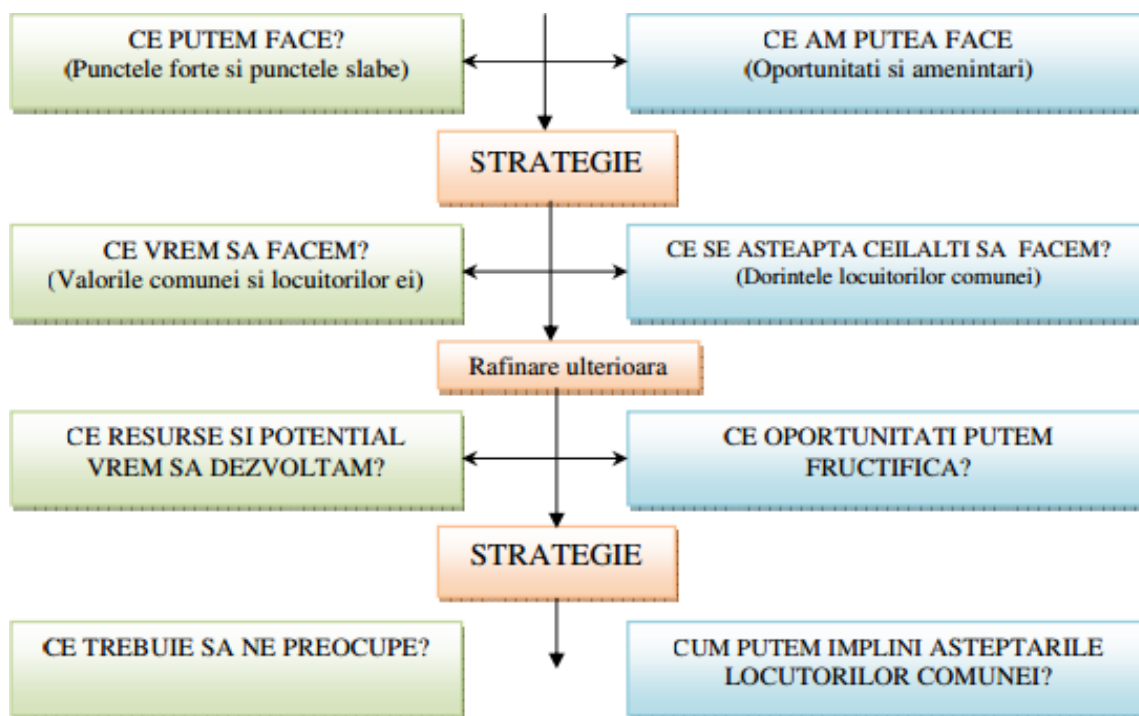 CE PUTEM FACE?
(Punctele forte si punctele slabe)
CE AM PUTEA FACE
(Oportunitati si amenintari)
STRATEGIE
CE VREM SA FACEM?
(Valorile comunei si locuitorilor ei)
CE SE ASTEAPTA CEILALTI SA FACEM?
(Dorintele locuitorilor comunei)
Rafinare ulterioara
CE RESURSE SI POTENTIAL
VREM SA DEZVOLTAM?
CE OPORTUNITATI PUTEM
FRUCTIFICA?
STRATEGIE
CE TREBUIE SA NE PREOCUPE?
CUM PUTEM IMPLINI ASTEPTARILE
LOCUTORILOR COMUNEI?